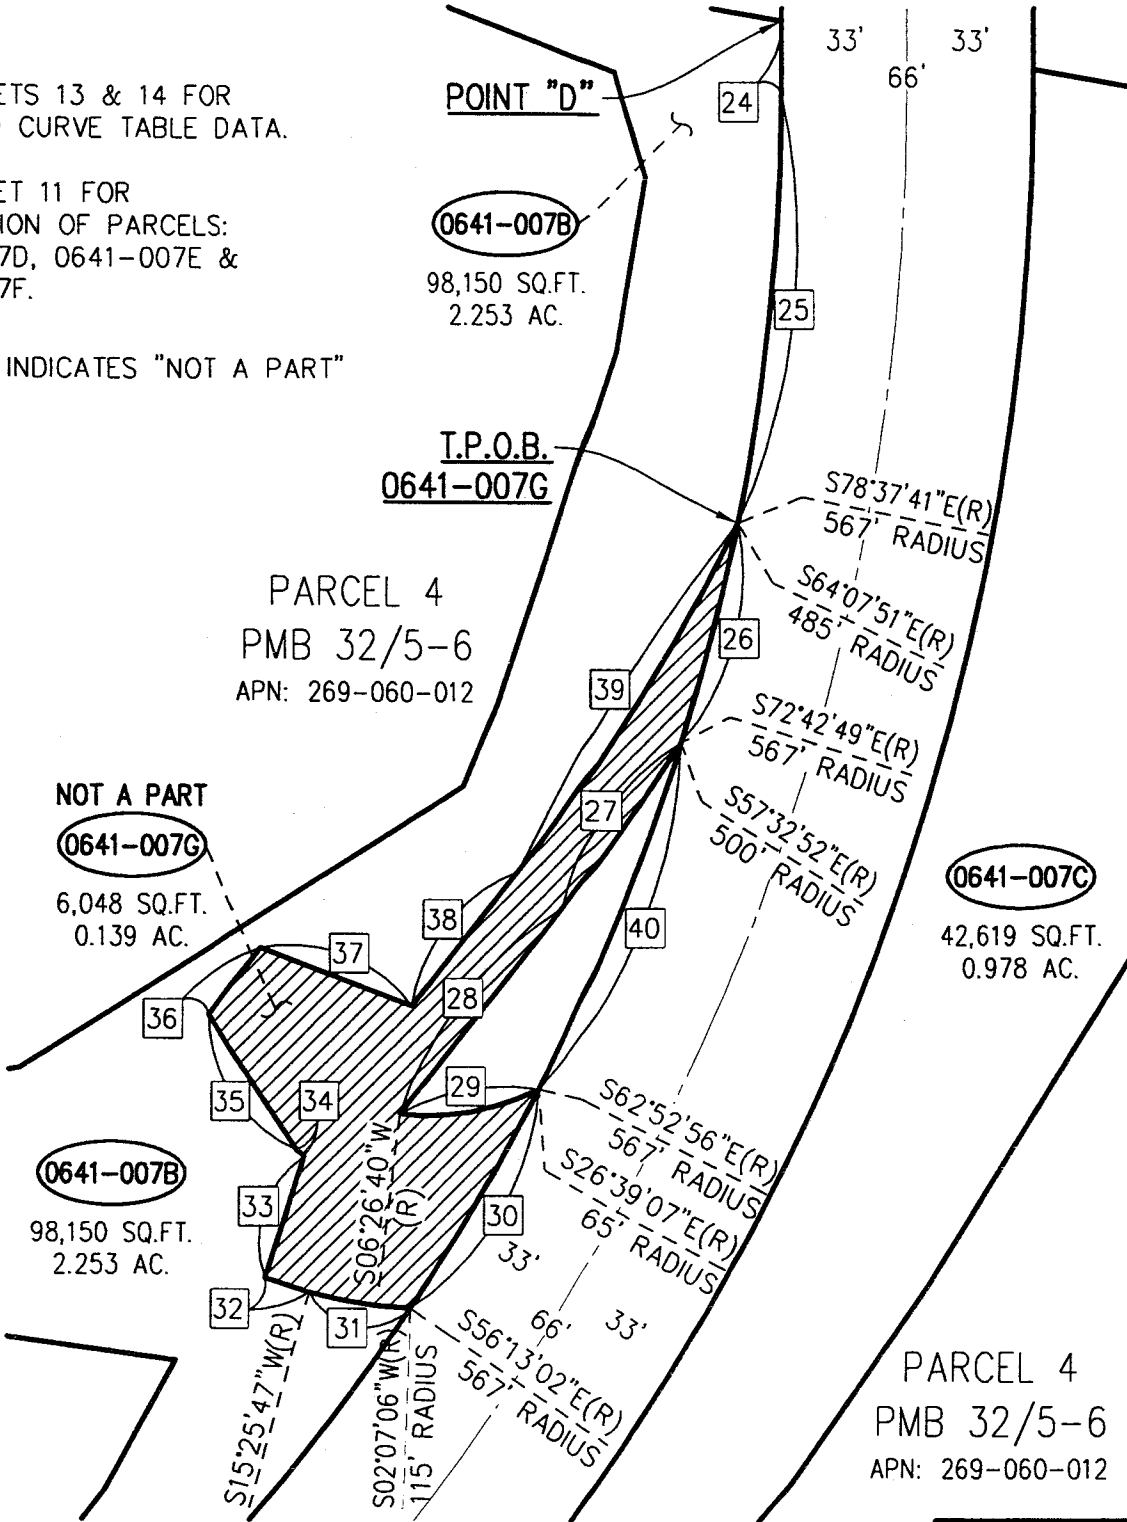 33' 33'
66'
ETS 13 & 14 FOR
CURVE TABLE DATA.
POINT "D"
24
ET 11 FOR
ION OF PARCELS:
7D, 0641-007E &
7F.
0641-007B
98,150 SQ.FT.
2.253 AC.
25
INDICATES "NOT A PART"
T.P.O.B.
0641-007G
S78°37'41"E(R)
567' RADIUS
S64°07'51"E(R)
485' RADIUS
PARCEL 4
PMB 32/5-6
APN: 269-060-012
26
39
S72°42'49"E(R)
567' RADIUS
NOT A PART
0641-007G
6,048 SQ.FT.
0.139 AC.
27
S57°32'52"E(R)
500' RADIUS
0641-007C
42,619 SQ.FT.
0.978 AC.
38
40
37
36
28
35
34
29
S62°52'56"E(R)
567' RADIUS
S26°39'07"E(R)
65' RADIUS
0641-007B
98,150 SQ.FT.
2.253 AC.
33
S06°26'40"W
(R)
30
33'
66'
33'
32
31
S15°25'47"W(R)
S02°07'06"W(R)
115' RADIUS
S56°13'02"E(R)
567' RADIUS
PARCEL 4
PMB 32/5-6
APN: 269-060-012